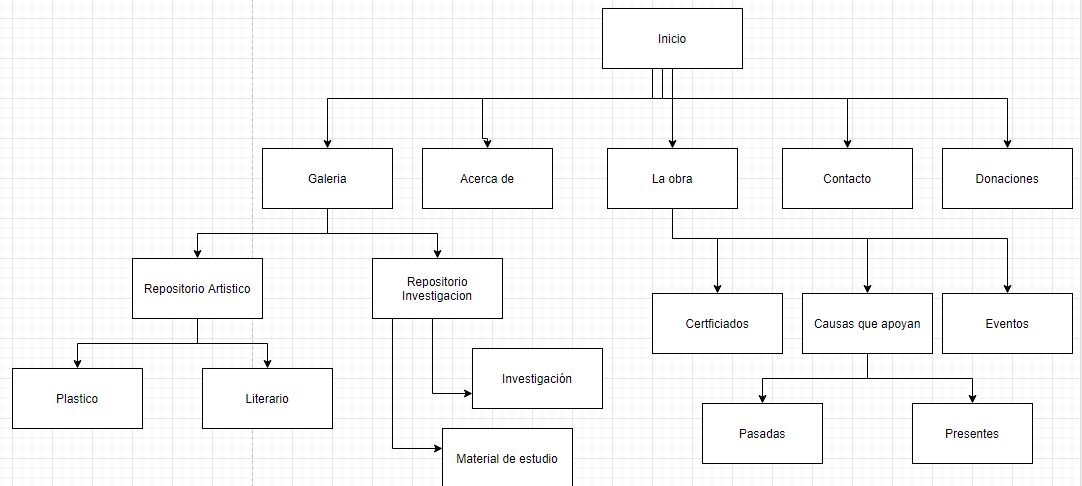 Inicio
Galeria
Acerca de
La obra
Contacto
Donaciones
Repositorio Artistico
Repositorio
Investigacion
Certficiados
Causas que apoyan
Eventos
Plastico
Literario
Investigación
Material de estudio
Pasadas
Presentes